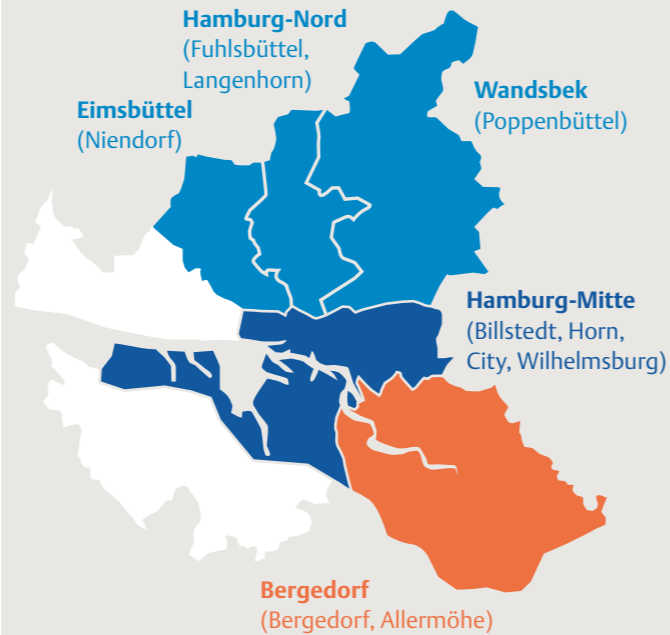 Hamburg-Nord
(Fuhlsbüttel,
Langenhorn)
Wandsbek
(Poppenbüttel)
Eimsbüttel
(Niendorf)
Hamburg-Mitte
(Billstedt, Horn,
City, Wilhelmsburg)
Bergedorf
(Bergedorf, Allermöhe)